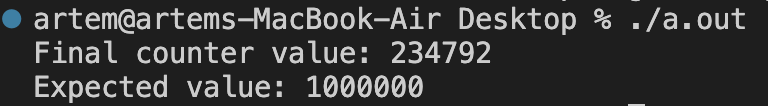 artem@artems-MacBook-Air Desktop % ./a.out
Final counter value: 234792
Expected value: 1000000